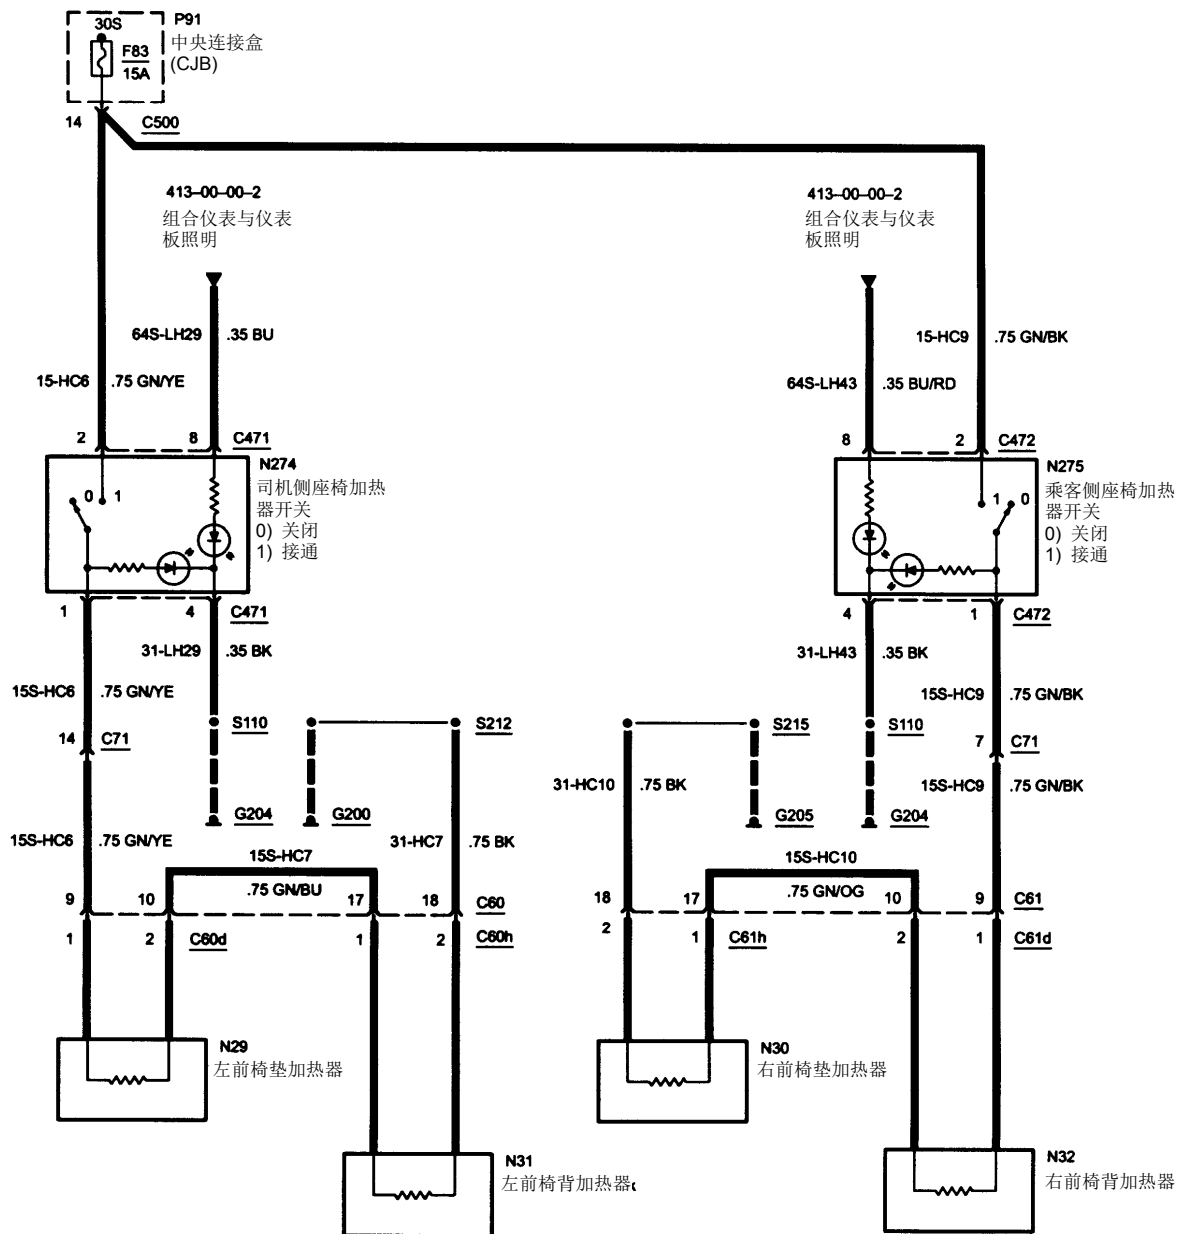 30S
P91
F83
15A
中央连接盒
(CJB)
14
C500
413–00–00–2
组合仪表与仪表
板照明
413–00–00–2
组合仪表与仪表
板照明
64S-LH29
.35 BU
15-HC9
.75 GN/BK
15-HC6
.75 GN/YE
64S-LH43
.35 BU/RD
2
8
C471
8
2
C472
N274
司机侧座椅加热
器开关
0) 关闭
1) 接通
0
1
N275
乘客侧座椅加热
器开关
0) 关闭
1) 接通
1
0
1
4
C471
4
1
C472
31-LH29
.35 BK
31-LH43
.35 BK
15S-HC6
.75 GN/YE
15S-HC9
.75 GN/BK
S110
S212
S215
S110
14
C71
7
C71
31-HC10
.75 BK
15S-HC9
.75 GN/BK
G204
G200
G205
G204
15S-HC6
.75 GN/YE
31-HC7
.75 BK
15S-HC7
.75 GN/BU
15S-HC10
.75 GN/OG
9
10
17
18
C60
18
17
10
9
C61
1
2
C60d
1
2
C60h
2
1
C61h
2
1
C61d
N29
左前椅垫加热器
N30
右前椅垫加热器
N31
左前椅背加热器
N32
右前椅背加热器